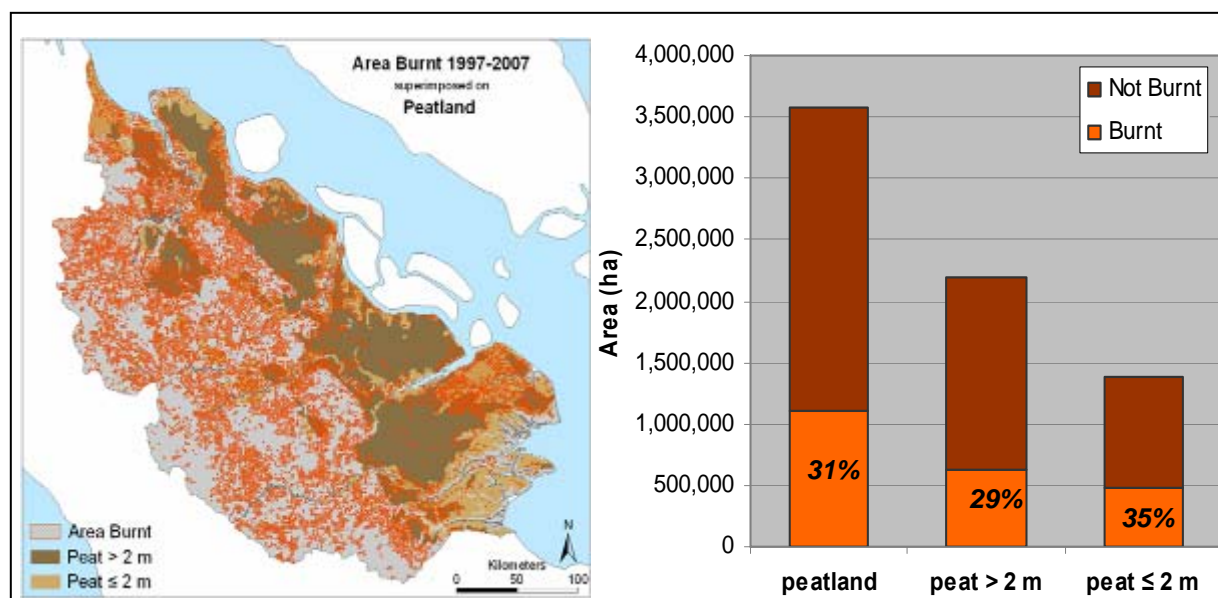 Area Burnt 1997-2007
superimposed on
Peatland
Area Burnt
Peat > 2 m
Peat ≤ 2 m
N
Kilometers
0 50 100
4,000,000
3,500,000
3,000,000
2,500,000
2,000,000
1,500,000
1,000,000
500,000
0
Area (ha)
Not Burnt
Burnt
31%
29%
35%
peatland
peat > 2 m
peat ≤ 2 m